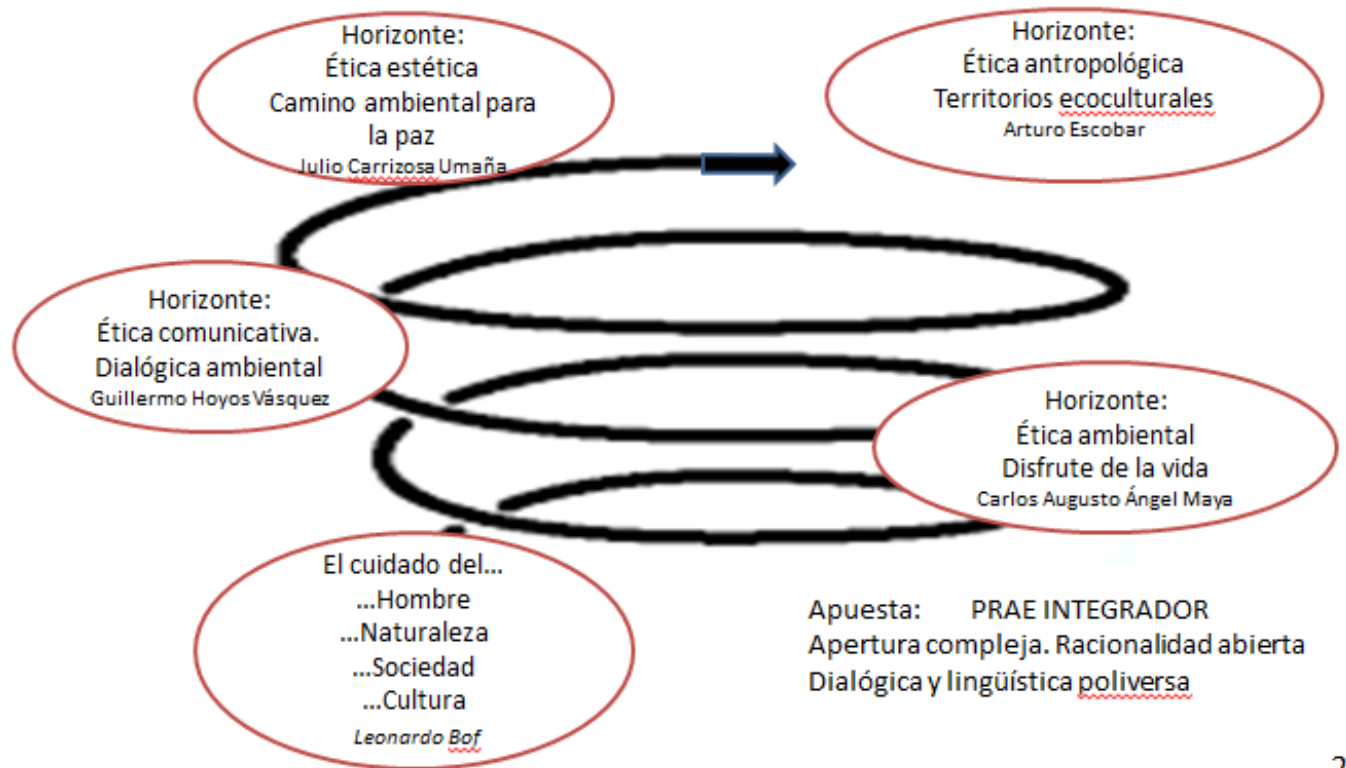 Horizonte:
Ética estética
Camino ambiental para
la paz
Julio Carrizosa Umaña
Horizonte:
Ética antropológica
Territorios ecoculturales
Arturo Escobar
Horizonte:
Ética comunicativa.
Dialógica ambiental
Guillermo Hoyos Vásquez
Horizonte:
Ética ambiental
Disfrute de la vida
Carlos Augusto Ángel Maya
El cuidado del...
...Hombre
...Naturaleza
...Sociedad
...Cultura
Leonardo Bof
Apuesta: PRAE INTEGRADOR
Apertura compleja. Racionalidad abierta
Dialógica y lingüística poliversa